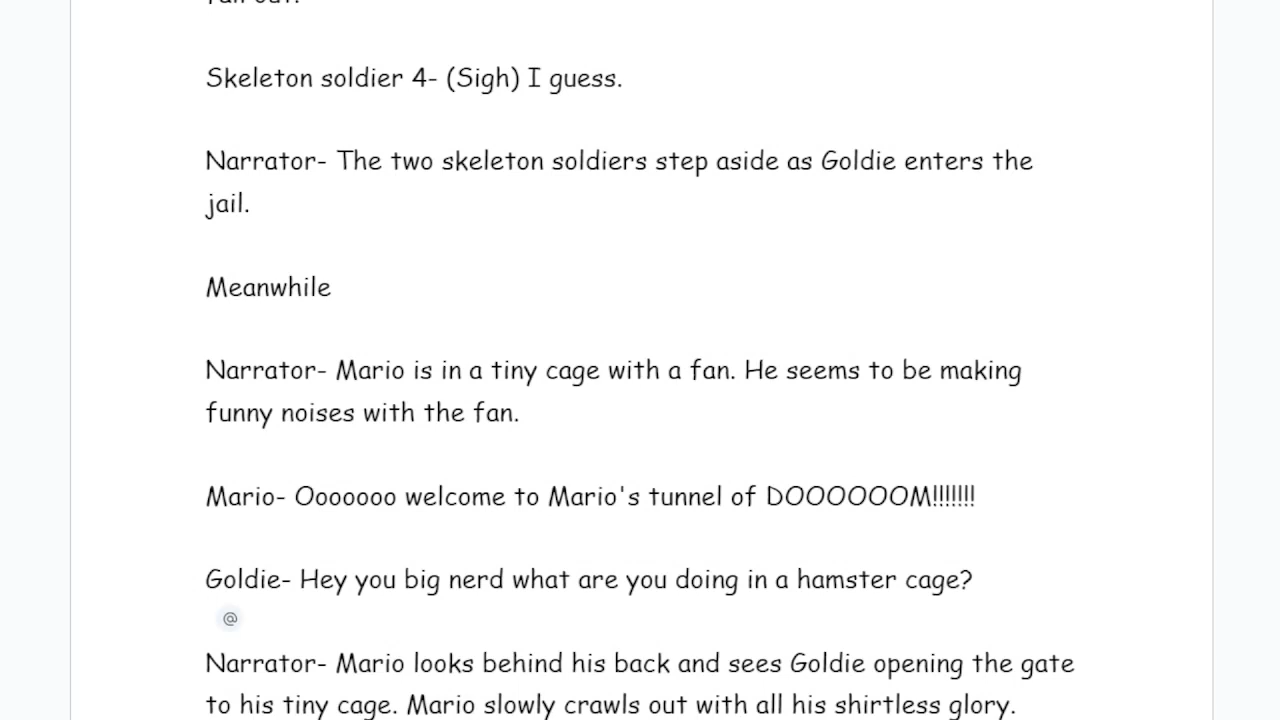 Skeleton soldier 4- (Sigh) I guess.
Narrator- The two skeleton soldiers step aside as Goldie enters the
jail.
Meanwhile
Narrator- Mario is in a tiny cage with a fan. He seems to be making
funny noises with the fan.
Mario- Ooooooo welcome to Mario's tunnel of DOOOOOOM!!!!!!!
Goldie- Hey you big nerd what are you doing in a hamster cage?
@
Narrator- Mario looks behind his back and sees Goldie opening the gate
to his tiny cage. Mario slowly crawls out with all his shirtless glory.